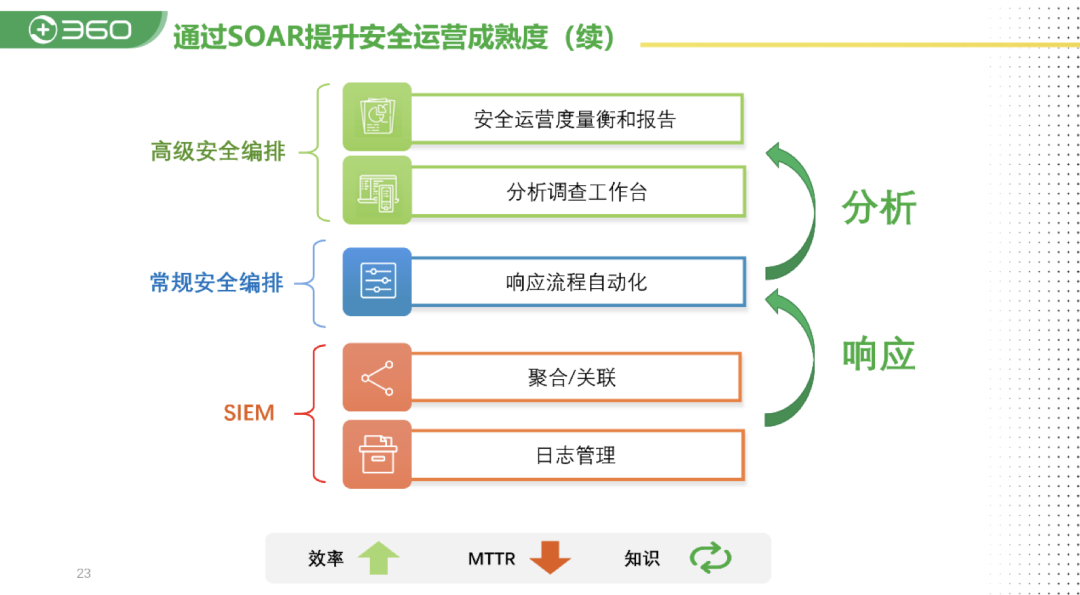 360
通过SOAR提升安全运营成熟度（续）
高级安全编排
安全运营度量衡和报告
分析调查工作台
分析
常规安全编排
响应流程自动化
响应
SIEM
聚合/关联
日志管理
效率
MTTR
知识
23